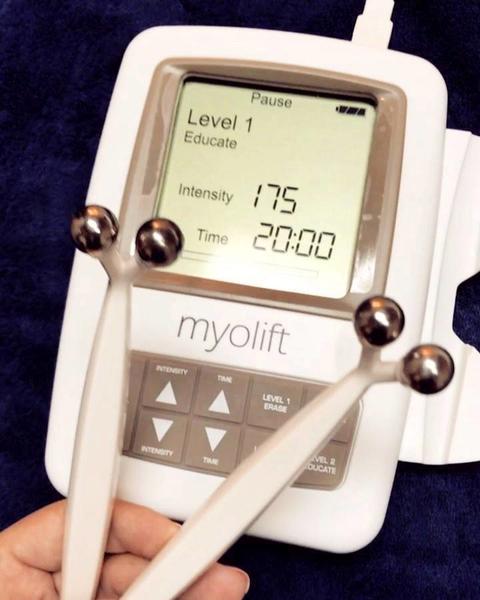 Pause
Level 1
Educate
Intensity 175
Time 20:00
myolift
INTENSITY
TIME
LEVEL 1
ERASE
INTENSITY
TIME
LEVEL 2
EDUCATE